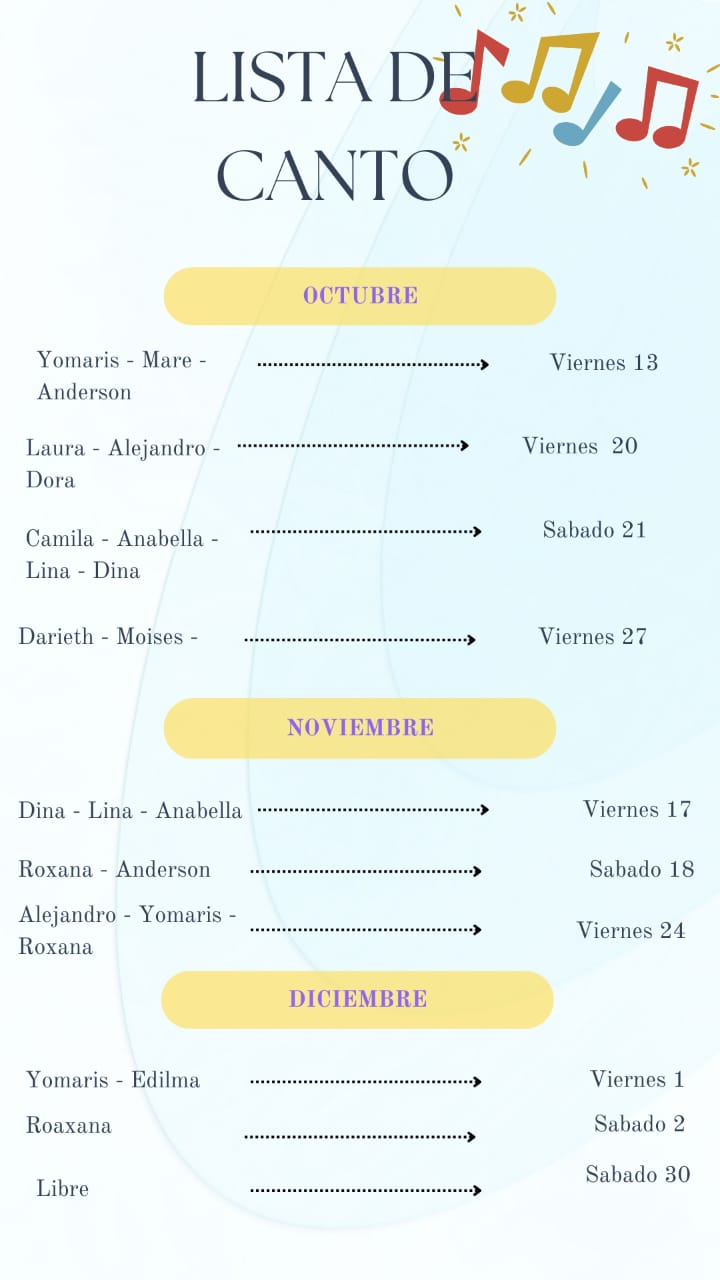 LISTA DE
CANTO
OCTUBRE
Yomaris - Mare -
Anderson
Viernes 13
Laura - Alejandro -
Dora
Viernes 20
Camila - Anabella -
Lina - Dina
Sabado 21
Darieth - Moises -
Viernes 27
NOVIEMBRE
Dina - Lina - Anabella
Viernes 17
Roxana - Anderson
Sabado 18
Alejandro - Yomaris -
Roxana
Viernes 24
DICIEMBRE
Yomaris - Edilma
Viernes 1
Roaxana
Sabado 2
Libre
Sabado 30